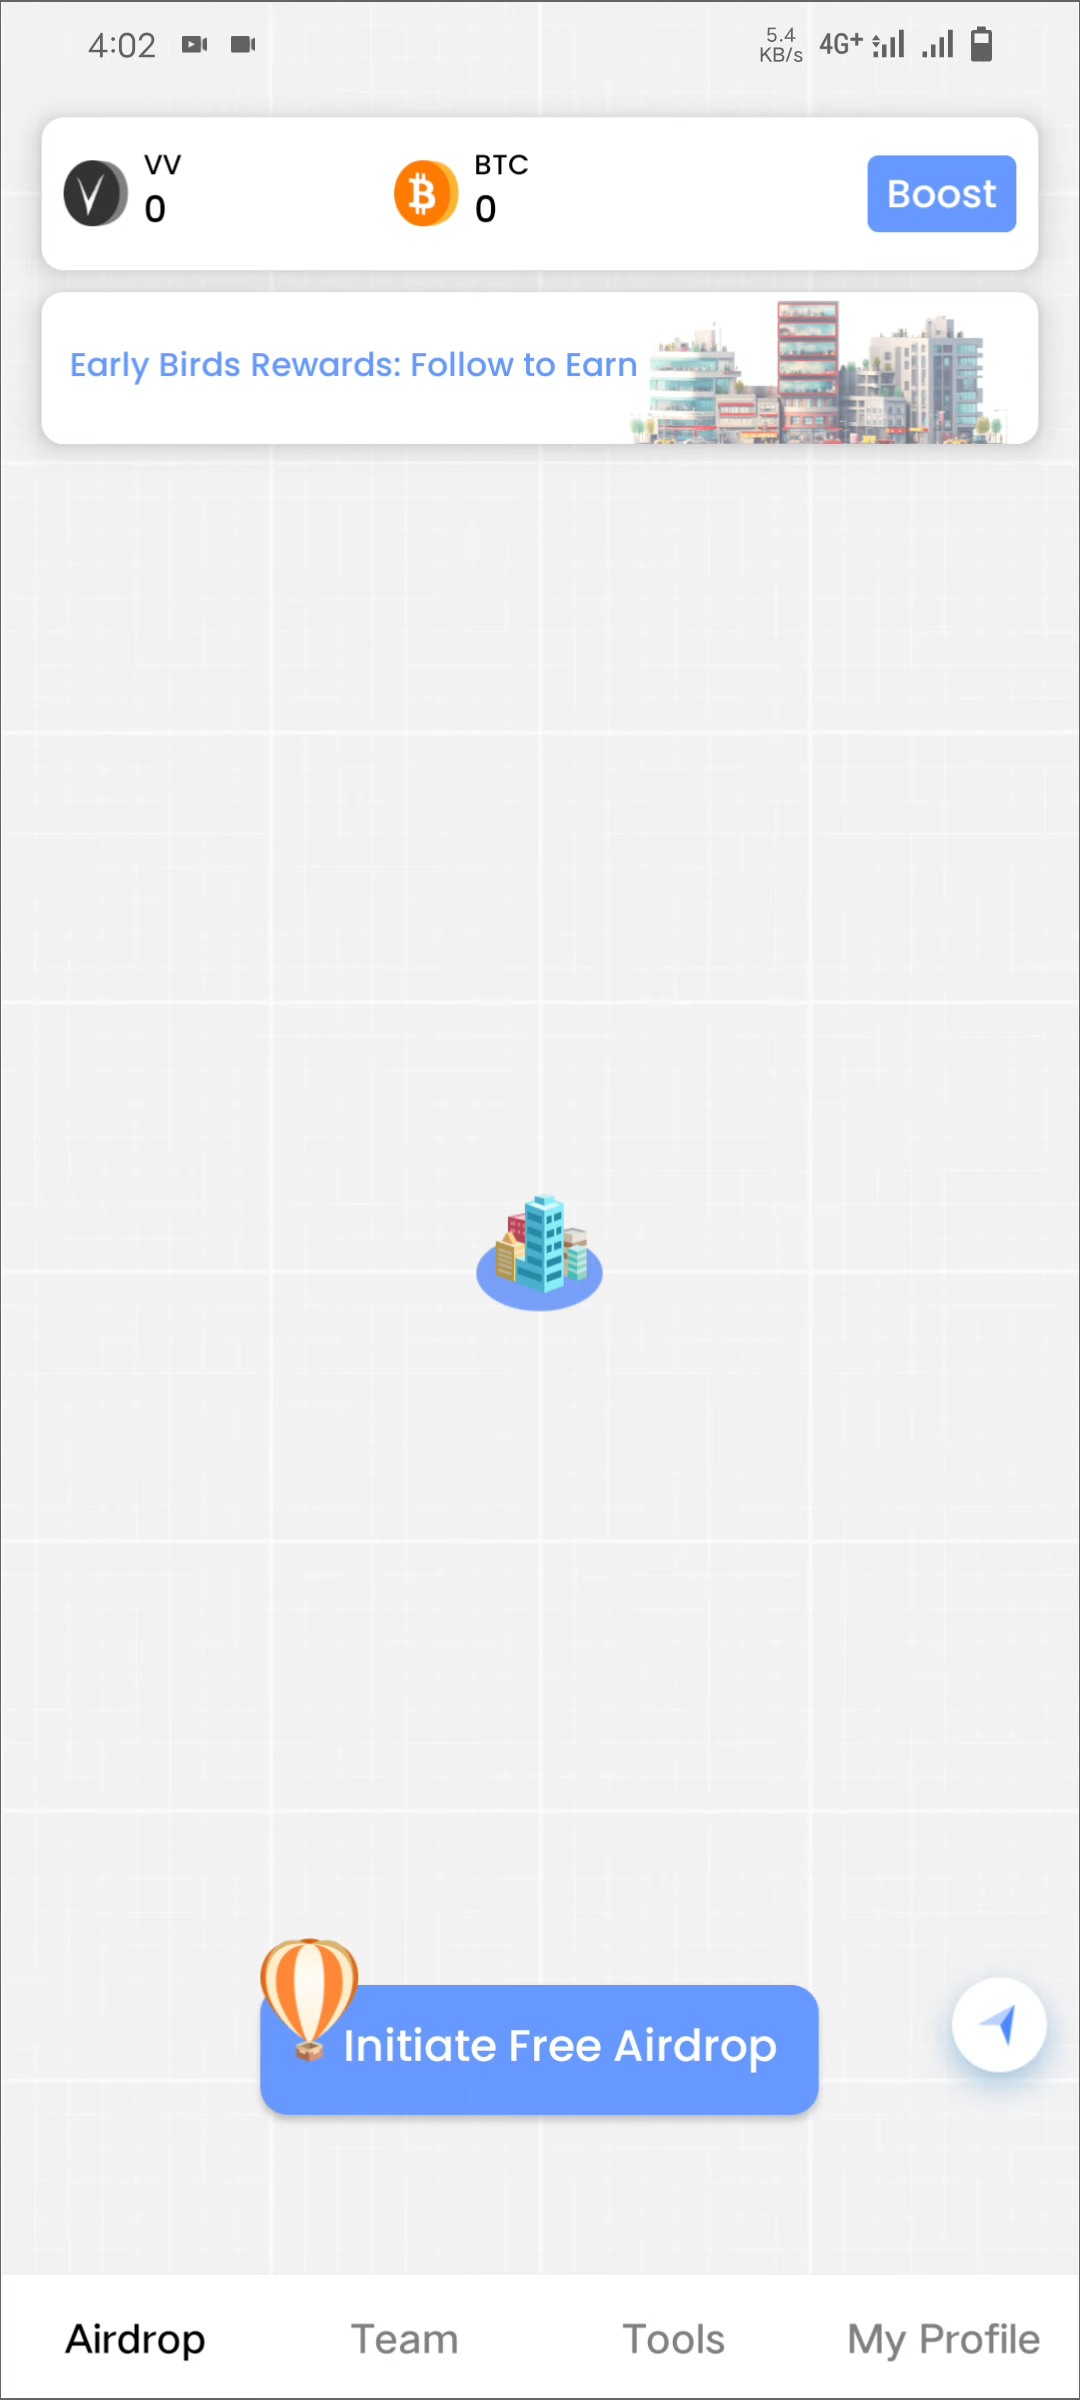 4:02
5.4
KB/s
4G+
VV
0
BTC
0
Boost
Early Birds Rewards: Follow to Earn
Initiate Free Airdrop
Airdrop
Team
Tools
My Profile